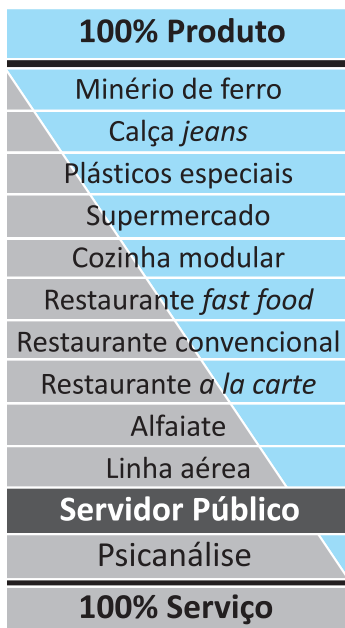 100% Produto
Minério de ferro
Calça jeans
Plásticos especiais
Supermercado
Cozinha modular
Restaurante fast food
Restaurante convencional
Restaurante a la carte
Alfaiate
Linha aérea
Servidor Público
Psicanálise
100% Serviço